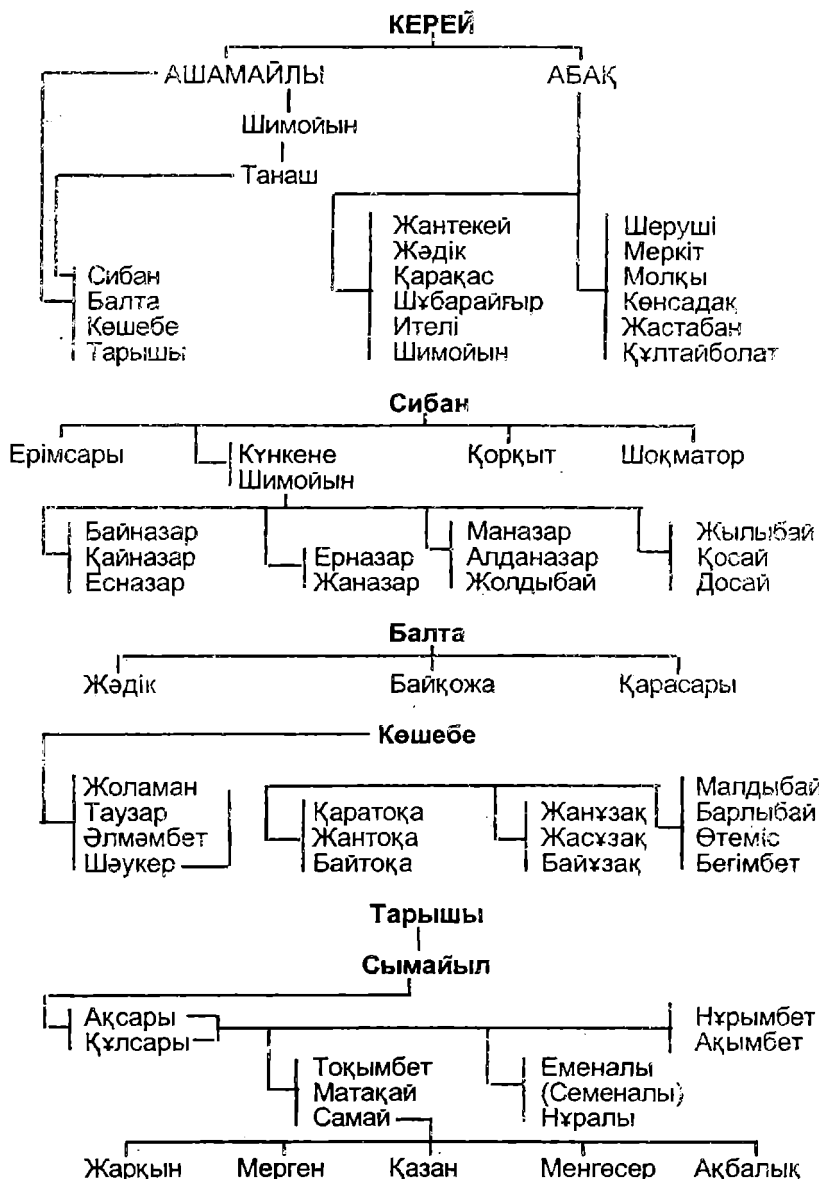 КЕРЕЙ
АШАМАЙЛЫ АБАҚ
Шимойын
Танаш
Сибан
Балта
Көшебе
Тарышы
Жантекей
Жәдік
Қарақас
Шұбарайғыр
Ителі
Шимойын
Шеруші
Меркіт
Молқы
Көнсадақ
Жастабан
Құлтайболат
Сибан
Ерімсары Күнкене Қорқыт Шоқматор
Шимойын
Байназар
Қайназар
Есназар
Ерназар
Жаназар
Маназар
Алданазар
Жолдыбай
Жылыбай
Қосай
Досай
Балта
Жәдік Байқожа Қарасары
Көшебе
Жоламан
Таузар
Әлмәмбет
Шәукер
Қаратоқа
Жантоқа
Байтоқа
Жанұзақ
Жасұзақ
Байұзақ
Малдыбай
Барлыбай
Өтеміс
Бегімбет
Тарышы
Сымайыл
Ақсары
Құлсары
Нұрымбет
Ақымбет
Тоқымбет
Матақай
Самай
Еменалы
(Семеналы)
Нұралы
Жарқын Мерген Қазан Менгесер Ақбалық